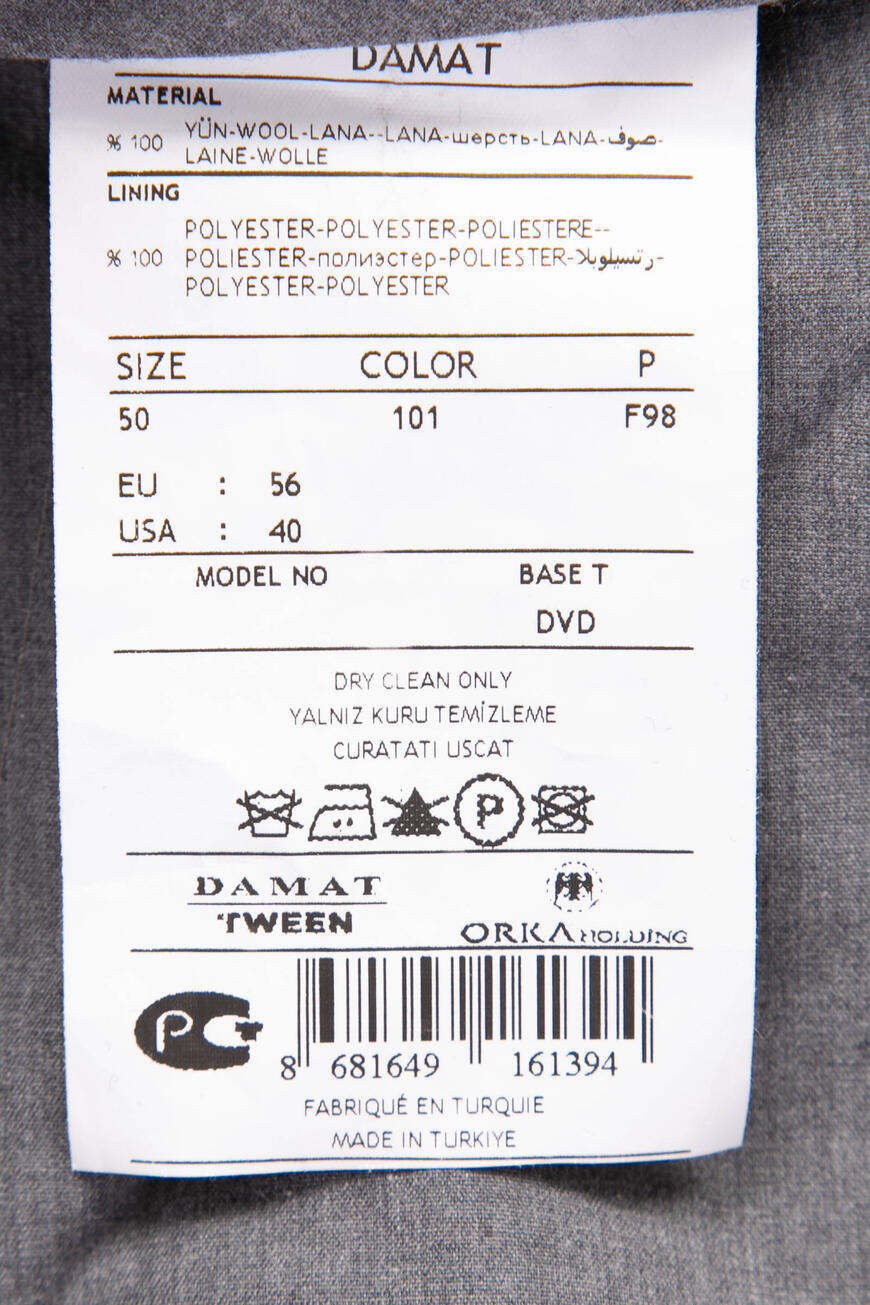 DAMAT
MATERIAL
% 100 YÜN-WOOL-LANA--LANA-шерсть-LANA-صوف-
LAINE-WOLLE
LINING
POLYESTER-POLYESTER-POLIESTERE--
% 100 POLIESTER-полиэстер-POLIESTER-رتسيلوبلا-
POLYESTER-POLYESTER
SIZE COLOR P
50 101 F98
EU : 56
USA : 40
MODEL NO BASE T
DVD
DRY CLEAN ONLY
YALNIZ KURU TEMİZLEME
CURATATI USCAT
P
DAMAT
TWEEN
ORKA HOLDING
PC
8 681649 161394
FABRIQUÉ EN TURQUIE
MADE IN TURKIYE